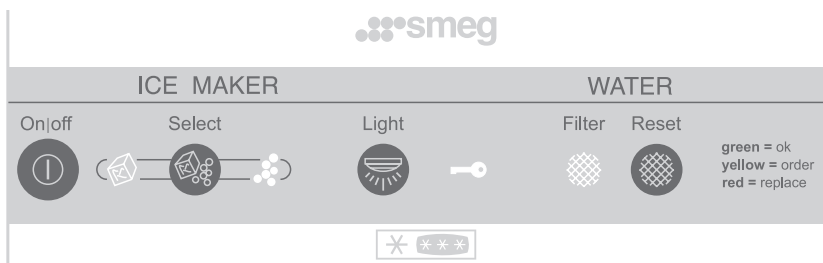 smeg
ICE MAKER WATER
On|off Select Light Filter Reset
green = ok
yellow = order
red = replace